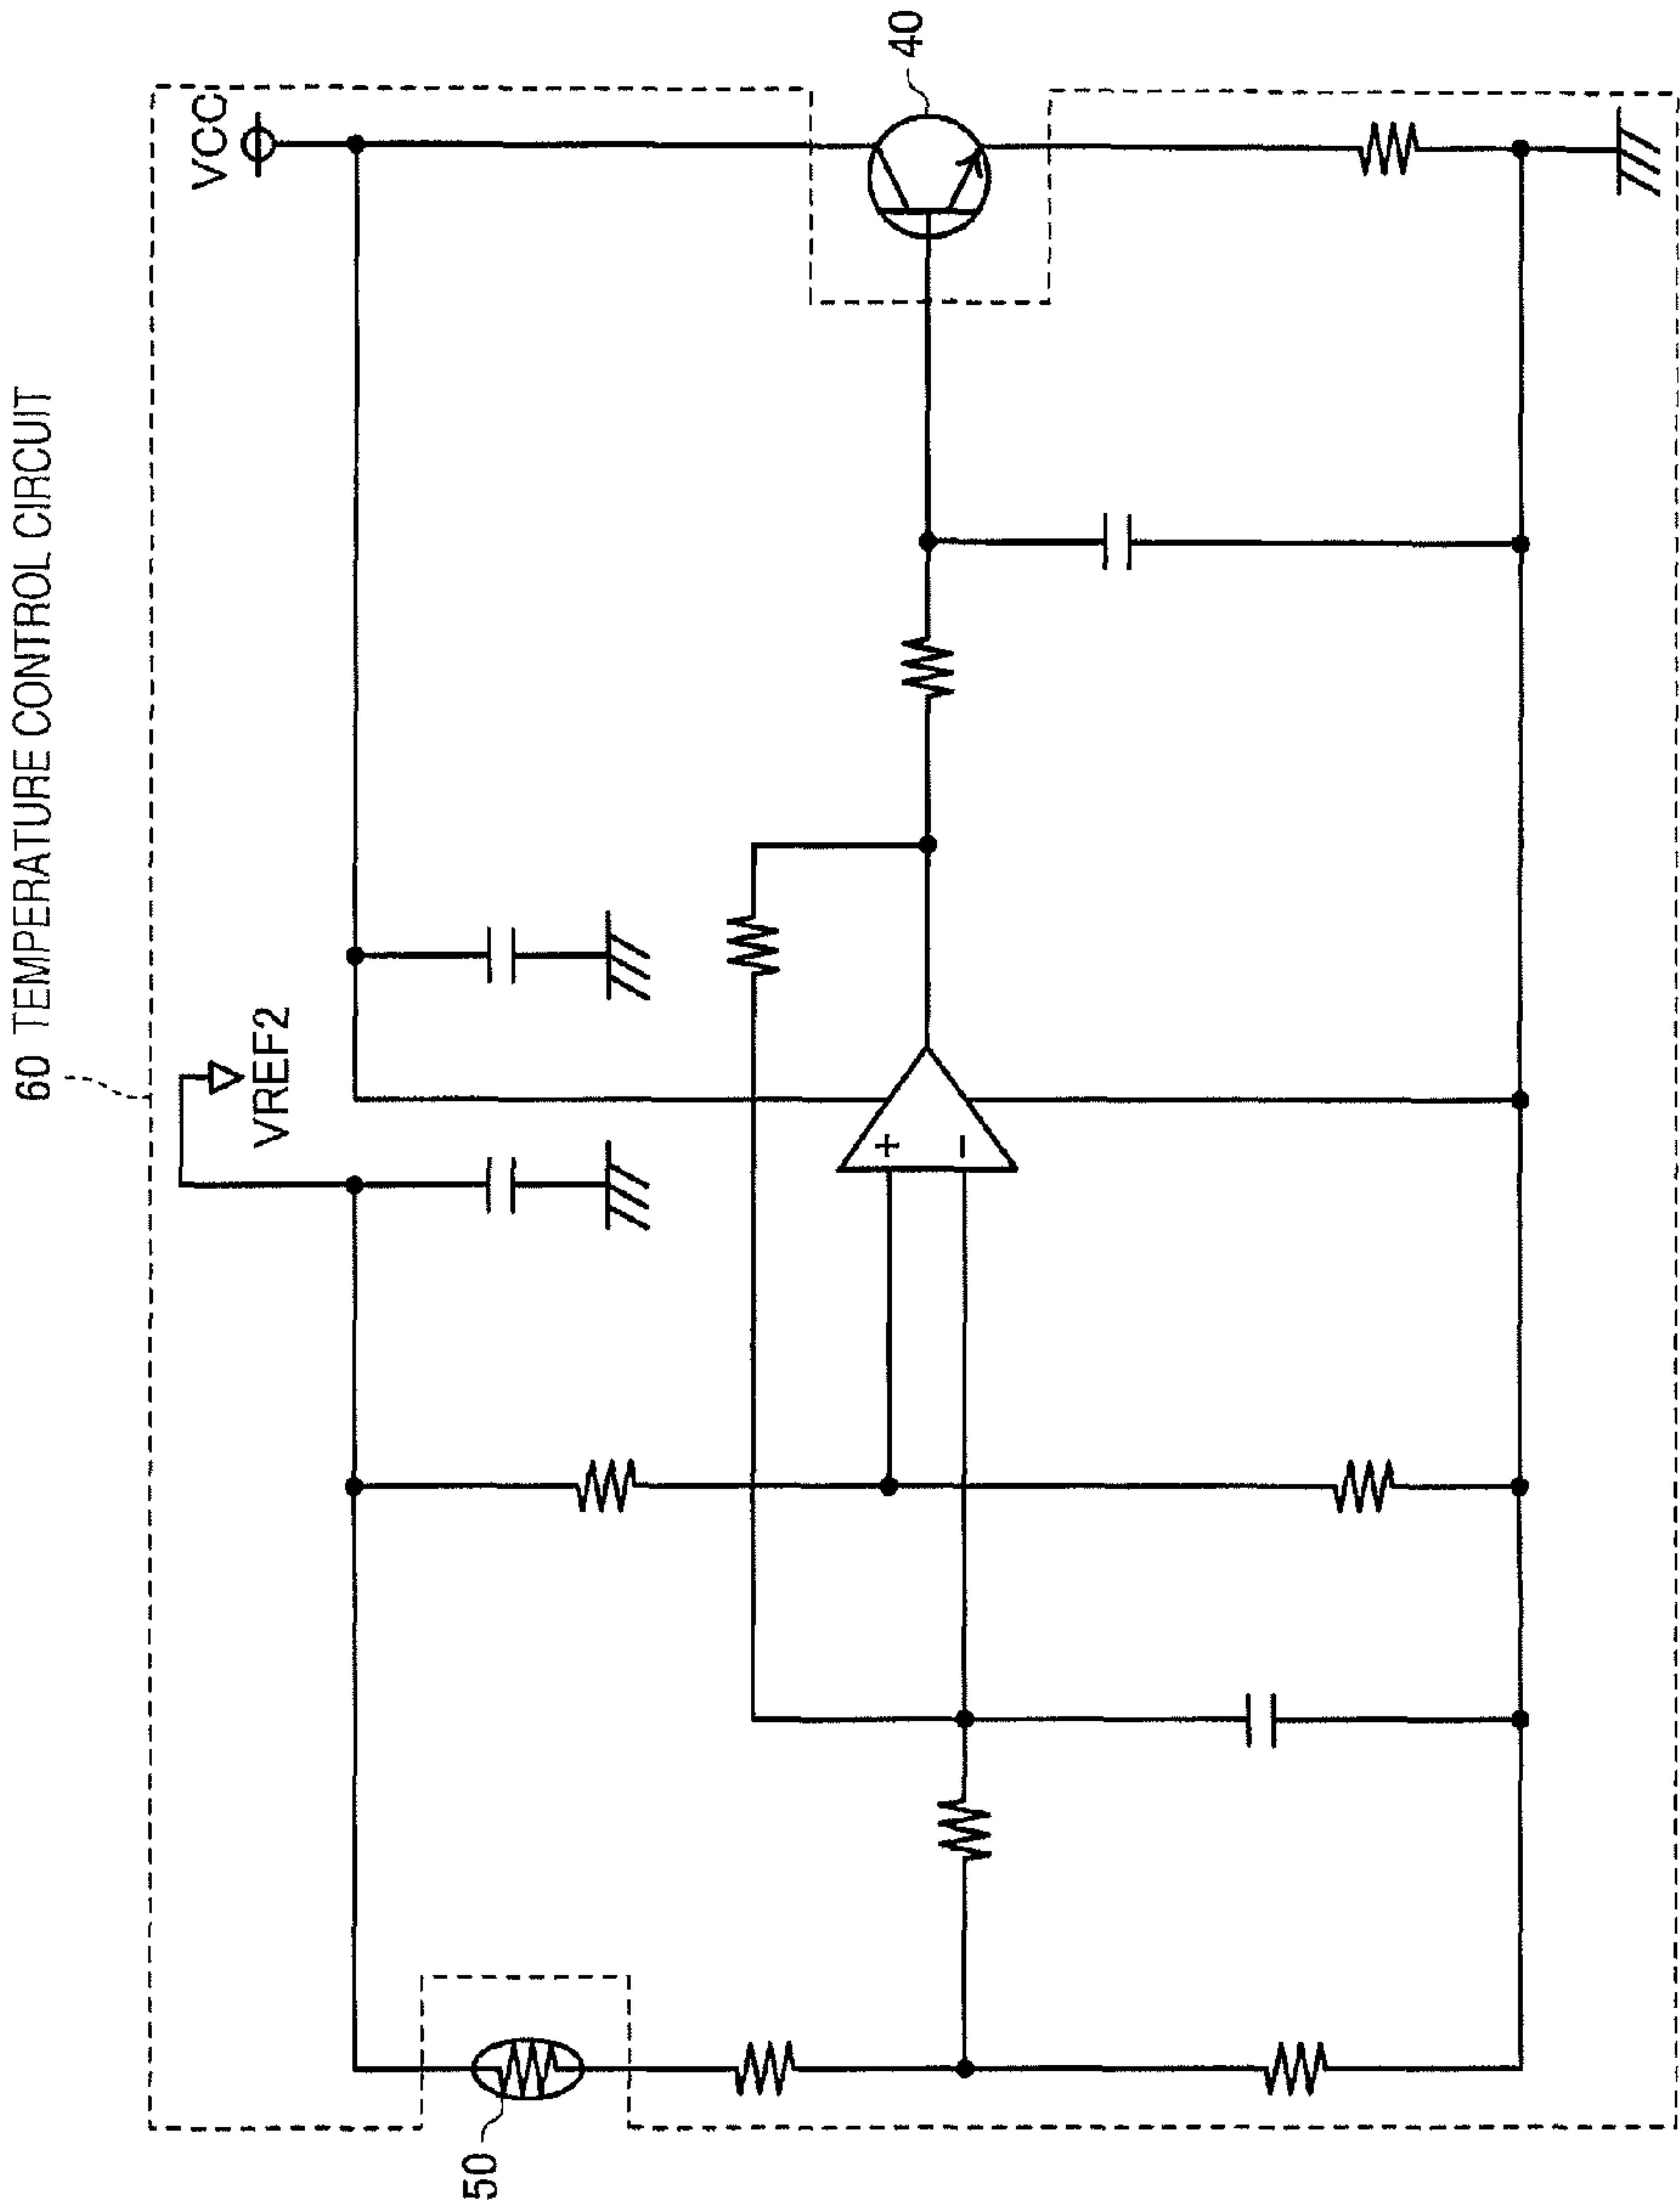 60 TEMPERATURE CONTROL CIRCUIT
VCC
VREF2
40
50
+
−